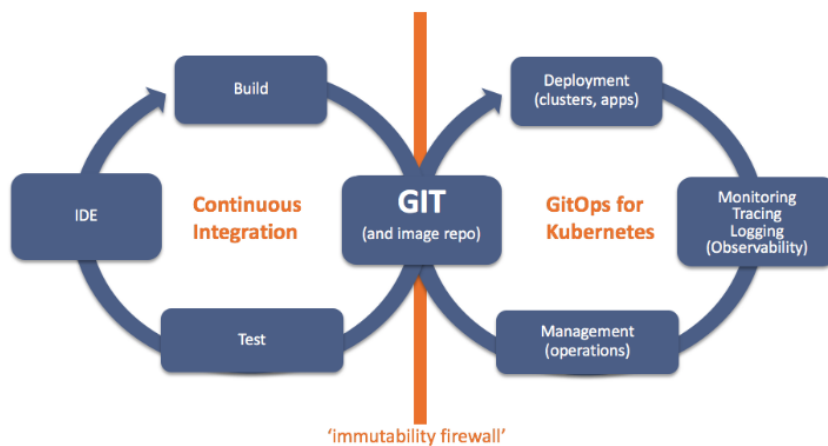 Build
Deployment
(clusters, apps)
IDE
Continuous
Integration
GIT
(and image repo)
GitOps for
Kubernetes
Monitoring
Tracing
Logging
(Observability)
Test
Management
(operations)
‘immutability firewall’